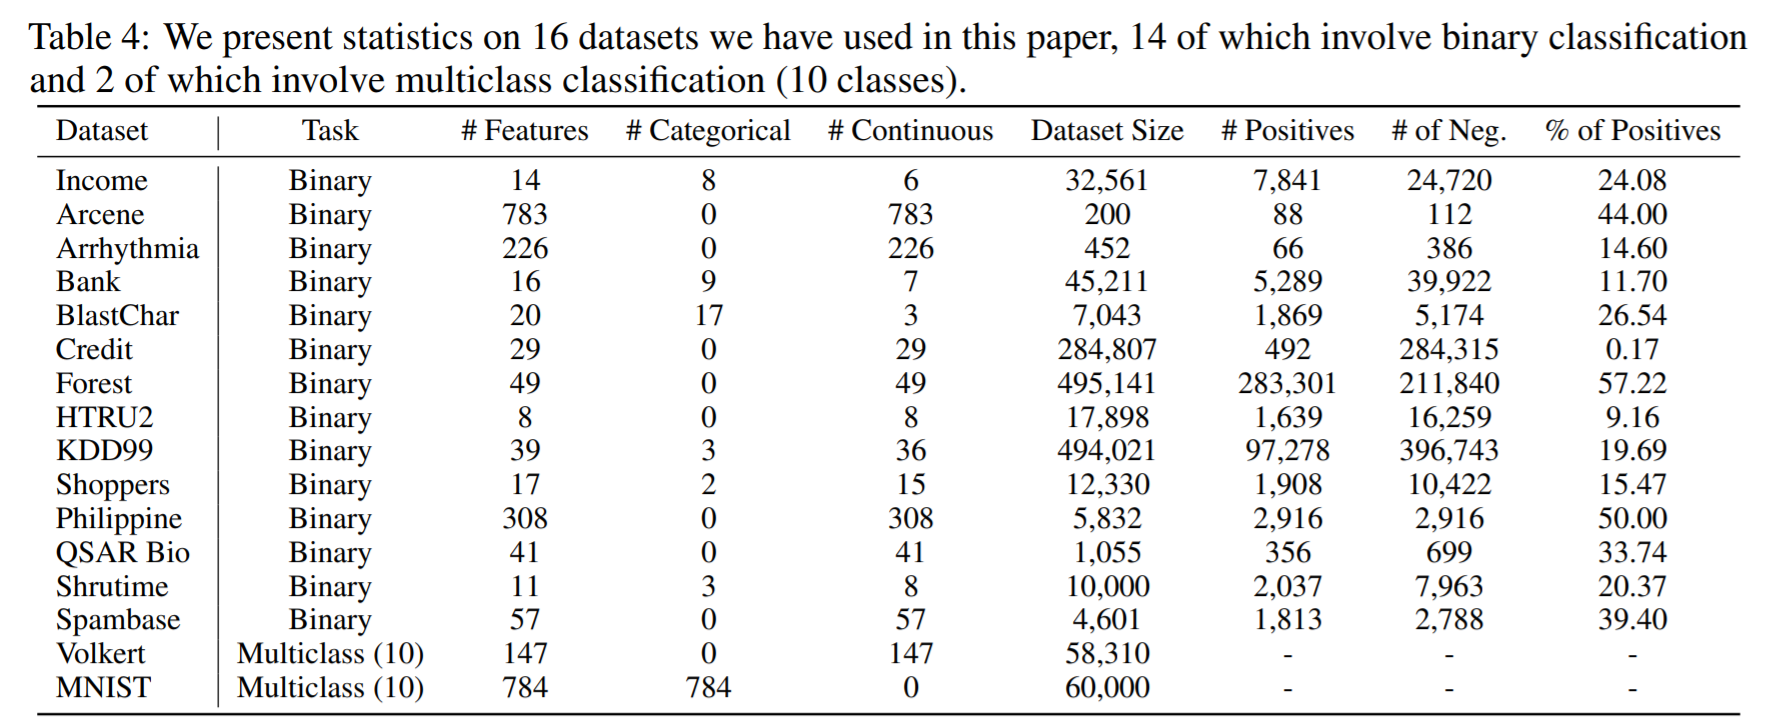 Table 4: We present statistics on 16 datasets we have used in this paper, 14 of which involve binary classification
and 2 of which involve multiclass classification (10 classes).
Dataset Task # Features # Categorical # Continuous Dataset Size # Positives # of Neg. % of Positives
Income Binary 14 8 6 32,561 7,841 24,720 24.08
Arcene Binary 783 0 783 200 88 112 44.00
Arrhythmia Binary 226 0 226 452 66 386 14.60
Bank Binary 16 9 7 45,211 5,289 39,922 11.70
BlastChar Binary 20 17 3 7,043 1,869 5,174 26.54
Credit Binary 29 0 29 284,807 492 284,315 0.17
Forest Binary 49 0 49 495,141 283,301 211,840 57.22
HTRU2 Binary 8 0 8 17,898 1,639 16,259 9.16
KDD99 Binary 39 3 36 494,021 97,278 396,743 19.69
Shoppers Binary 17 2 15 12,330 1,908 10,422 15.47
Philippine Binary 308 0 308 5,832 2,916 2,916 50.00
QSAR Bio Binary 41 0 41 1,055 356 699 33.74
Shrutime Binary 11 3 8 10,000 2,037 7,963 20.37
Spambase Binary 57 0 57 4,601 1,813 2,788 39.40
Volkert Multiclass (10) 147 0 147 58,310 - - -
MNIST Multiclass (10) 784 784 0 60,000 - - -